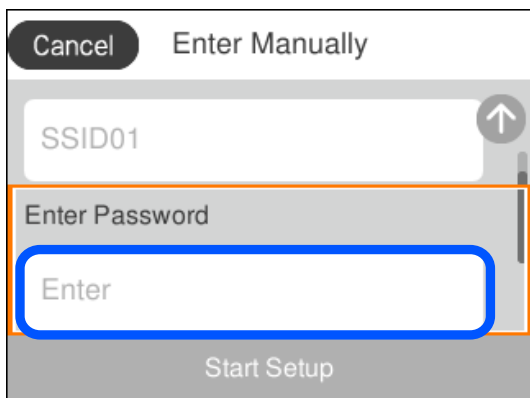 Cancel Enter Manually
SSID01
Enter Password
Enter
Start Setup